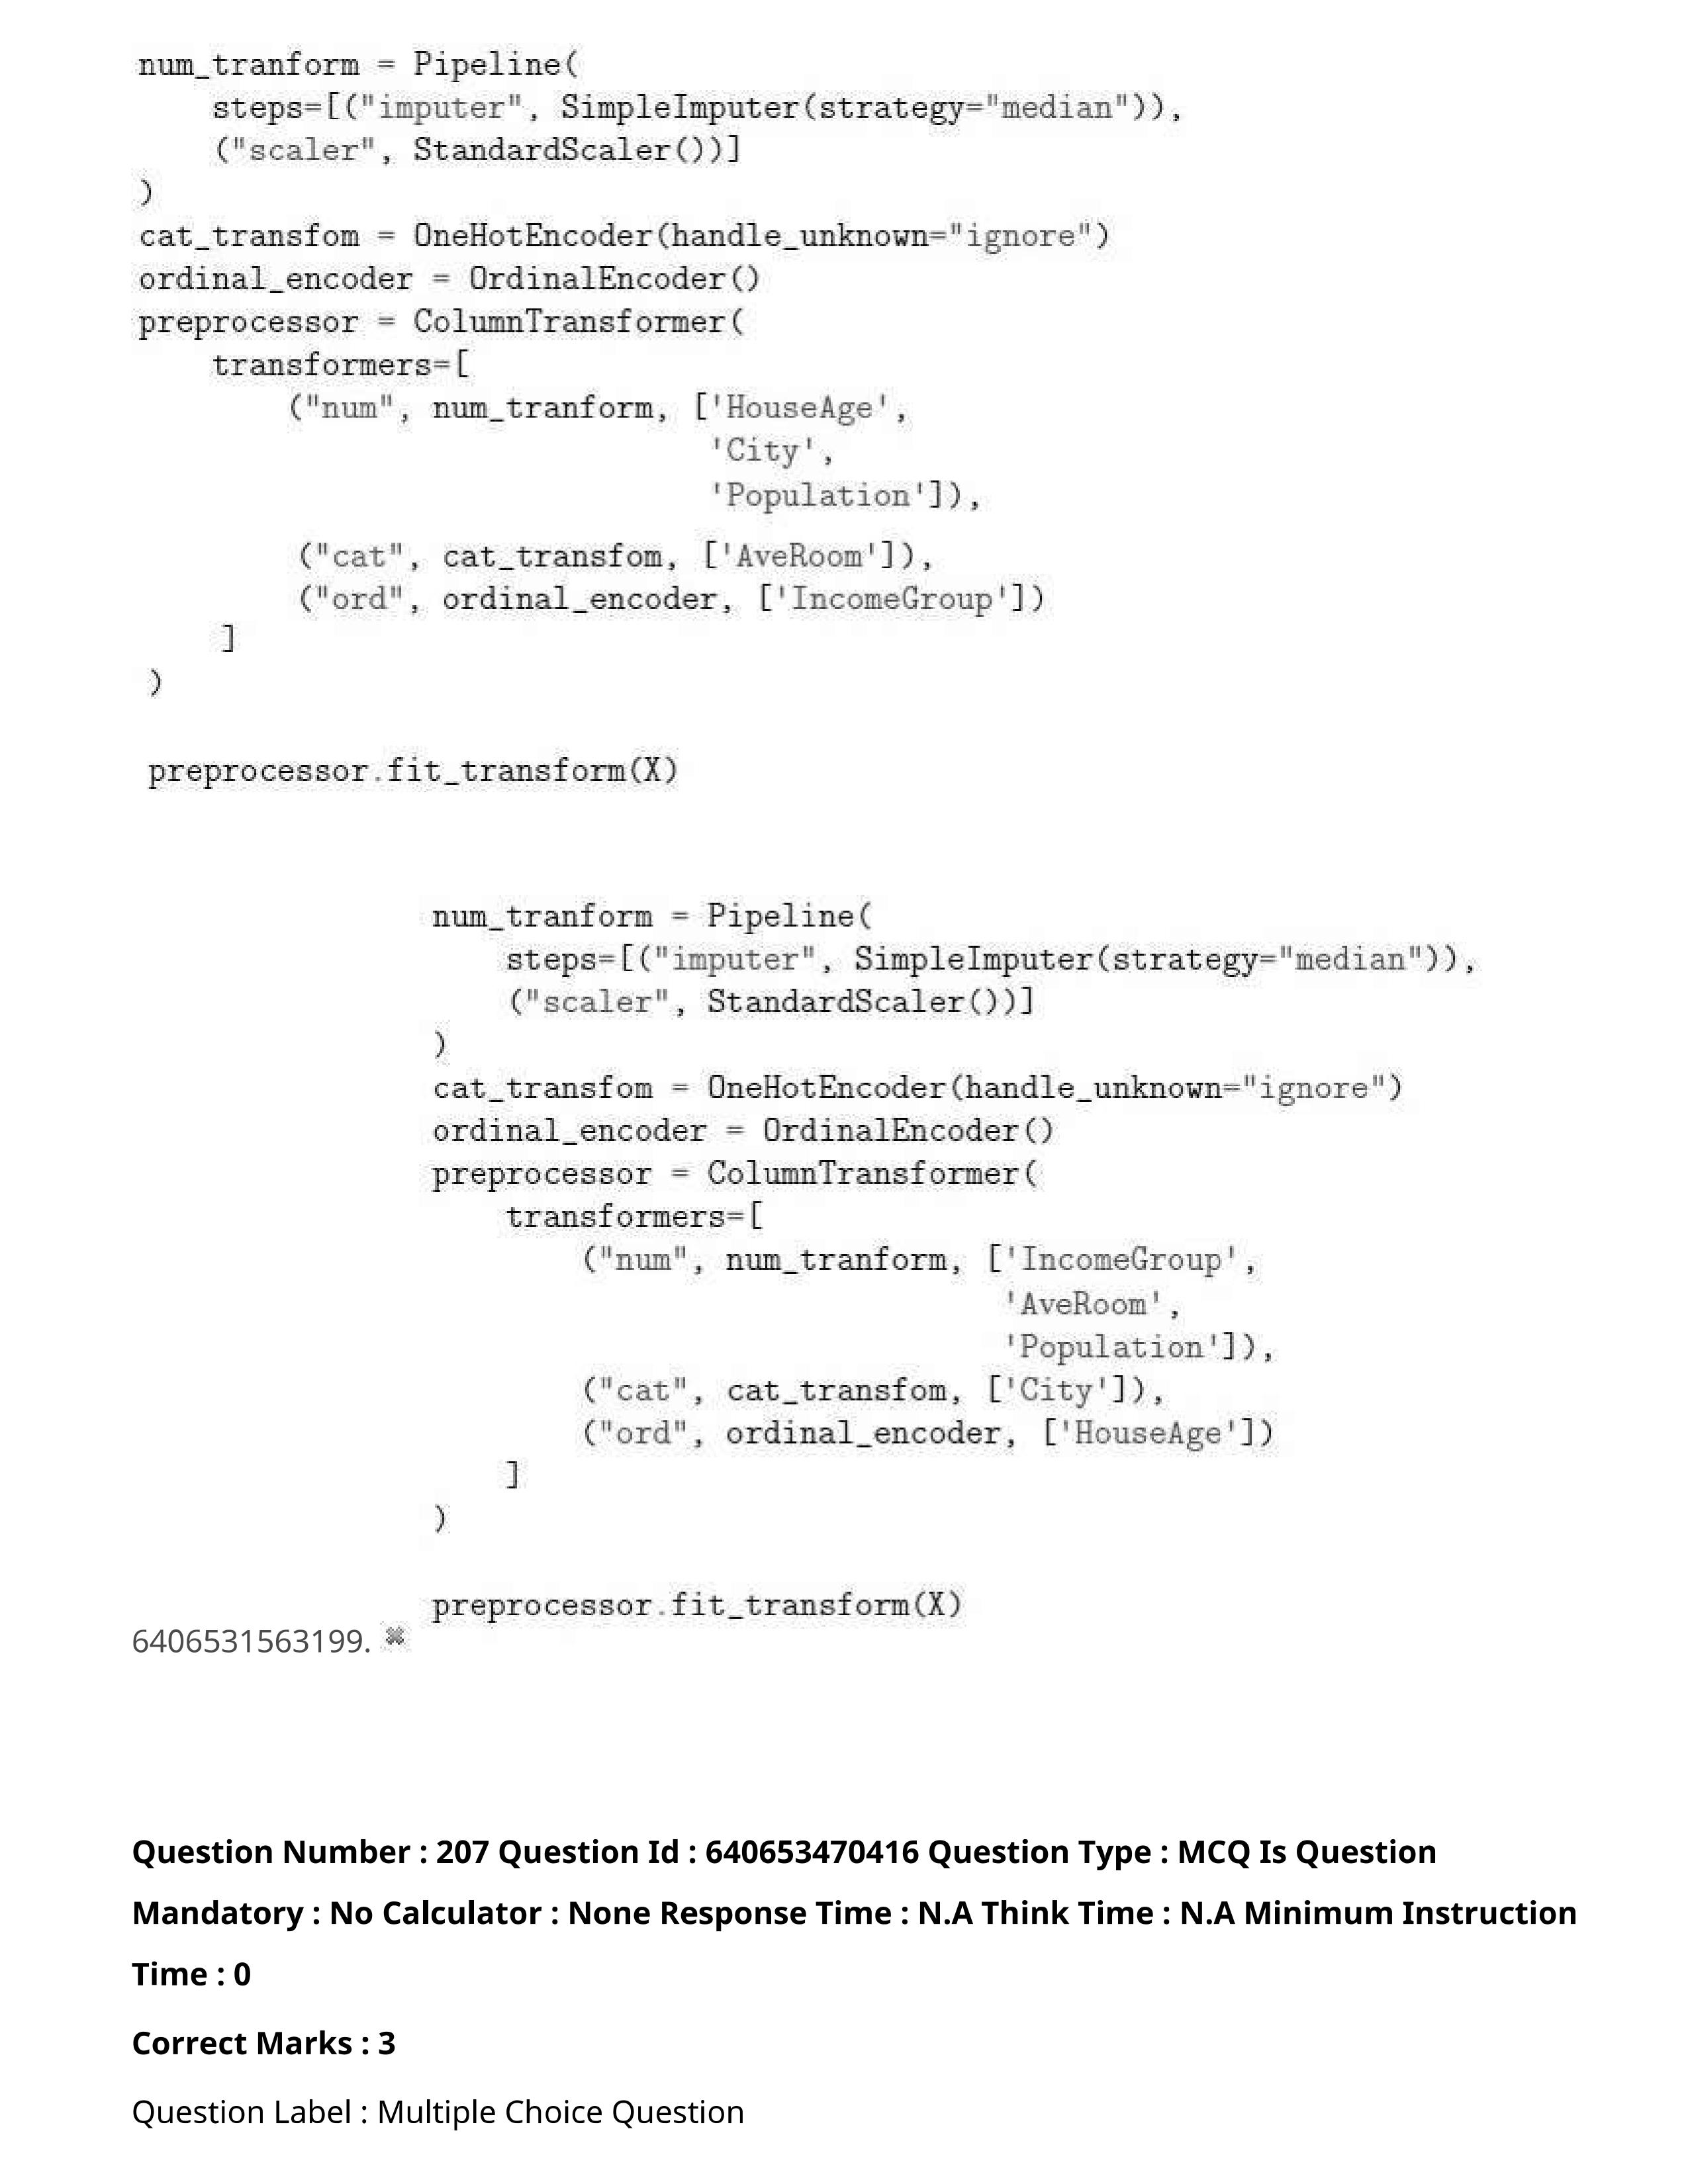 num_tranform = Pipeline(
    steps=[("imputer", SimpleImputer(strategy="median")),
    ("scaler", StandardScaler())]
)
cat_transfom = OneHotEncoder(handle_unknown="ignore")
ordinal_encoder = OrdinalEncoder()
preprocessor = ColumnTransformer(
    transformers=[
        ("num", num_tranform, ['HouseAge',
                               'City',
                               'Population']),
        ("cat", cat_transfom, ['AveRoom']),
        ("ord", ordinal_encoder, ['IncomeGroup'])
    ]
)
preprocessor.fit_transform(X)
num_tranform = Pipeline(
    steps=[("imputer", SimpleImputer(strategy="median")),
    ("scaler", StandardScaler())]
)
cat_transfom = OneHotEncoder(handle_unknown="ignore")
ordinal_encoder = OrdinalEncoder()
preprocessor = ColumnTransformer(
    transformers=[
        ("num", num_tranform, ['IncomeGroup',
                               'AveRoom',
                               'Population']),
        ("cat", cat_transfom, ['City']),
        ("ord", ordinal_encoder, ['HouseAge'])
    ]
)
preprocessor.fit_transform(X)
6406531563199. ✖
Question Number : 207 Question Id : 640653470416 Question Type : MCQ Is Question
Mandatory : No Calculator : None Response Time : N.A Think Time : N.A Minimum Instruction
Time : 0
Correct Marks : 3
Question Label : Multiple Choice Question